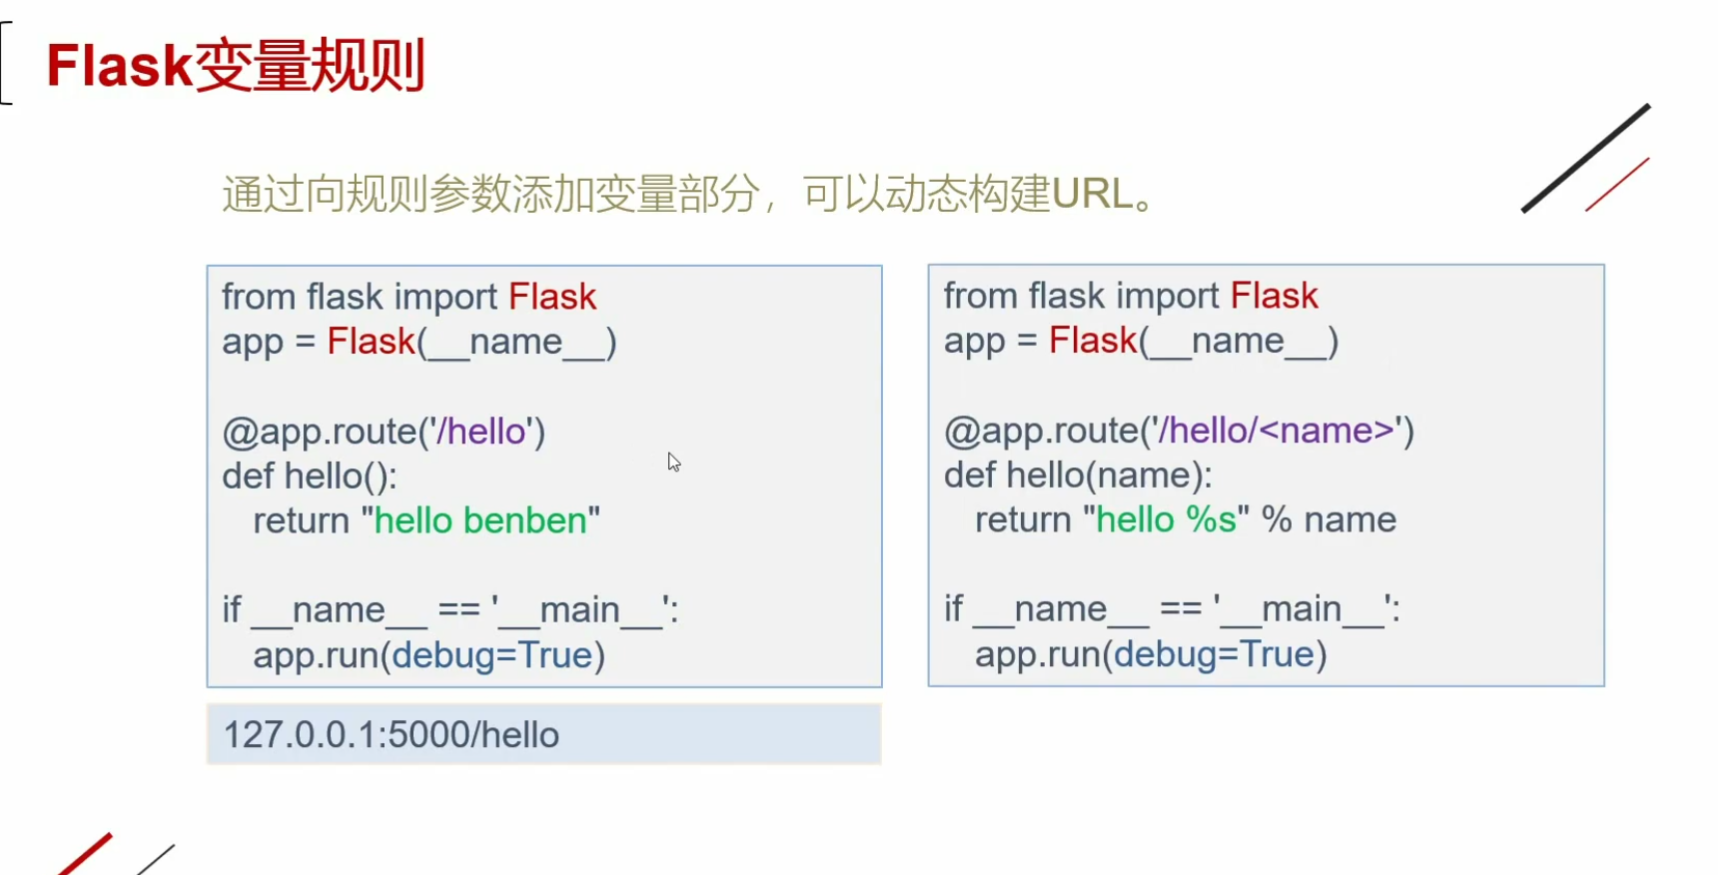 Flask变量规则
通过向规则参数添加变量部分，可以动态构建URL。
from flask import Flask
app = Flask(__name__)
@app.route('/hello')
def hello():
return "hello benben"
if __name__ == '__main__':
app.run(debug=True)
127.0.0.1:5000/hello
from flask import Flask
app = Flask(__name__)
@app.route('/hello/<name>')
def hello(name):
return "hello %s" % name
if __name__ == '__main__':
app.run(debug=True)